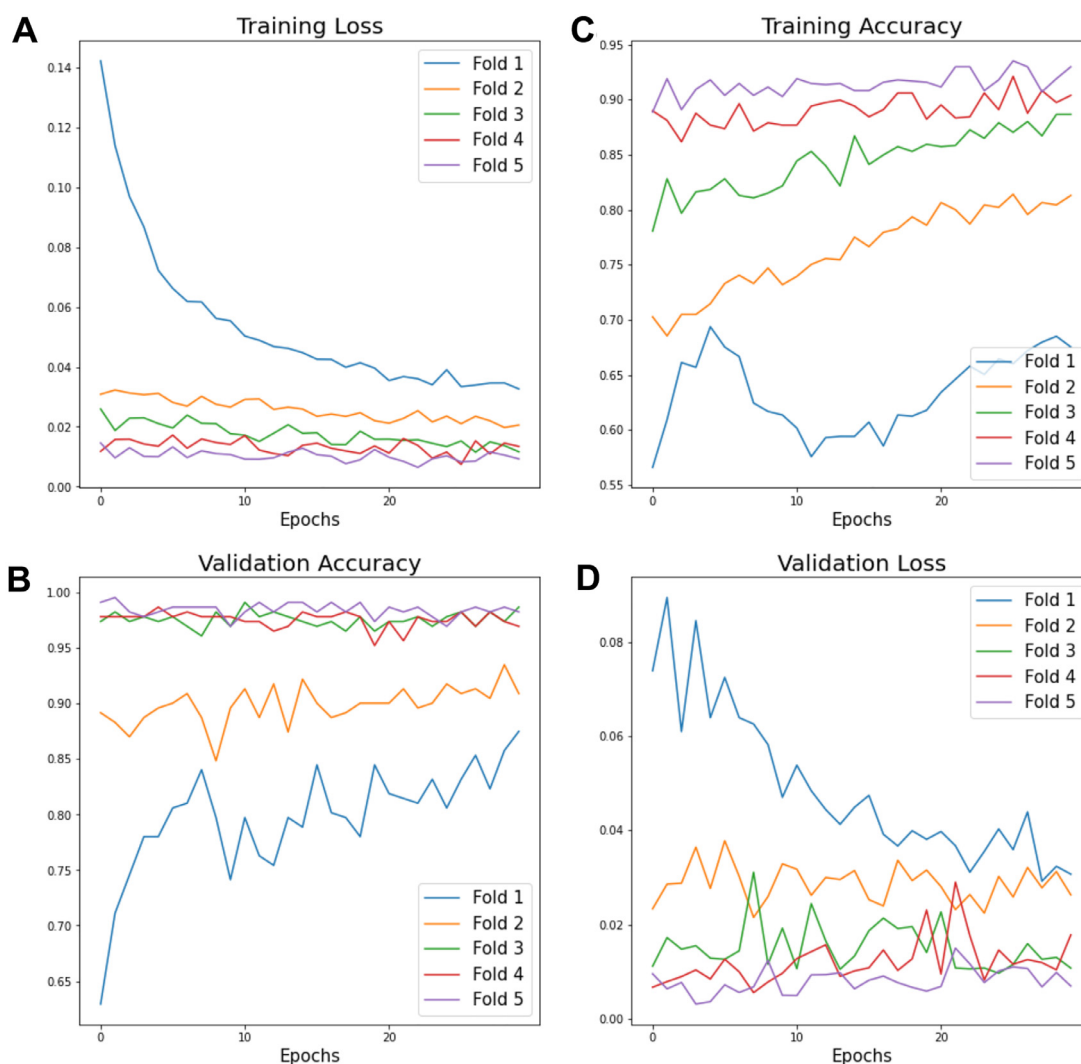 A
Training Loss
0.14
0.12
0.10
0.08
0.06
0.04
0.02
0.00
0
10
20
Epochs
Fold 1
Fold 2
Fold 3
Fold 4
Fold 5
C
Training Accuracy
0.95
0.90
0.85
0.80
0.75
0.70
0.65
0.60
0.55
0
10
20
Epochs
Fold 1
Fold 2
Fold 3
Fold 4
Fold 5
B
Validation Accuracy
1.00
0.95
0.90
0.85
0.80
0.75
0.70
0.65
0
10
20
Epochs
Fold 1
Fold 2
Fold 3
Fold 4
Fold 5
D
Validation Loss
0.08
0.06
0.04
0.02
0.00
0
10
20
Epochs
Fold 1
Fold 2
Fold 3
Fold 4
Fold 5